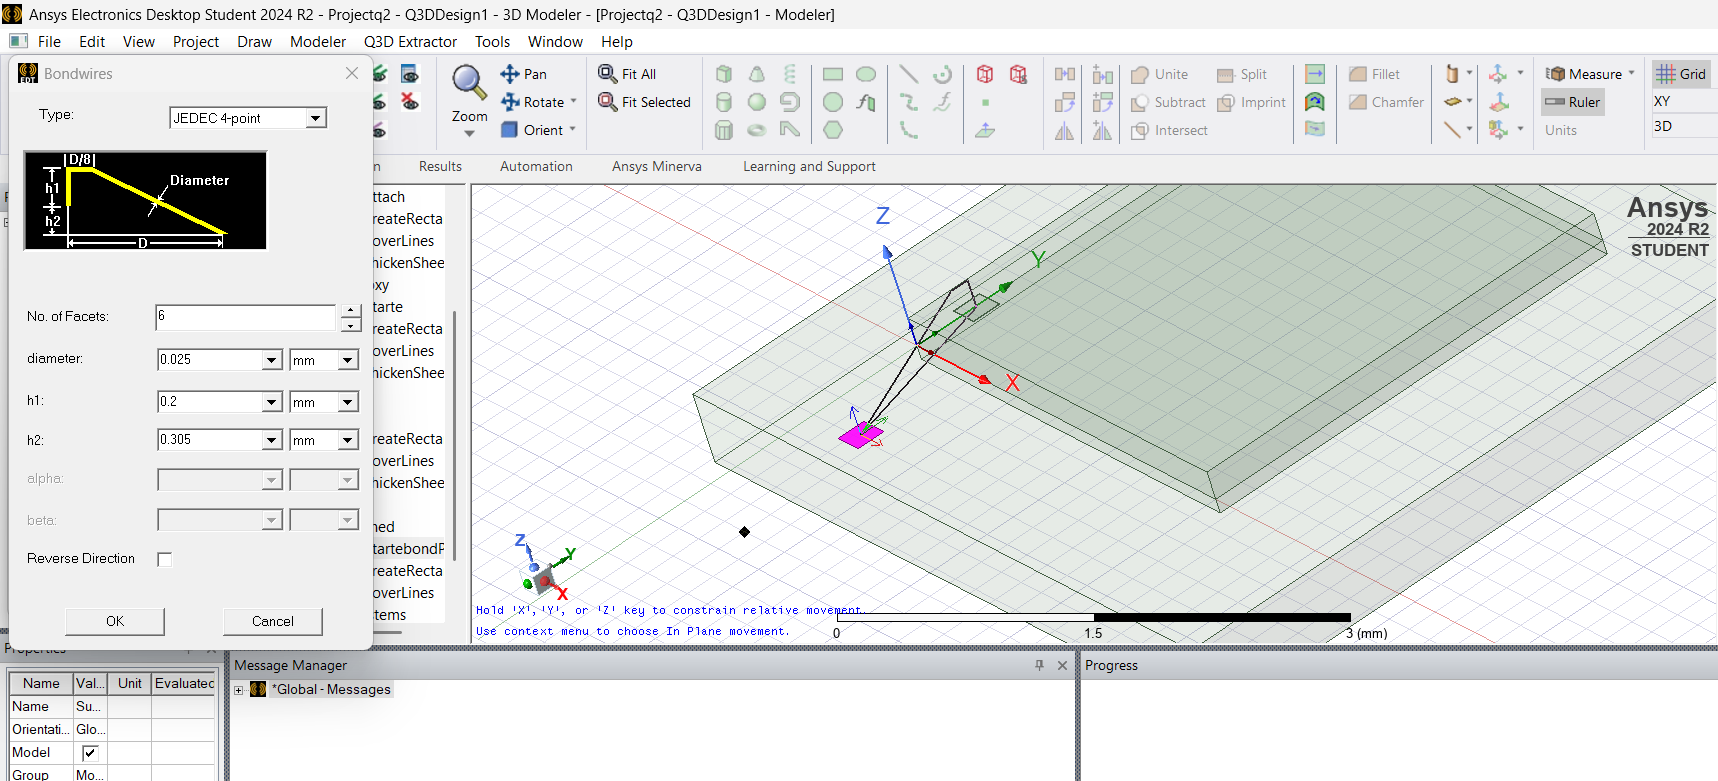 Ansys Electronics Desktop Student 2024 R2 - Projectq2 - Q3DDesign1 - 3D Modeler - [Projectq2 - Q3DDesign1 - Modeler]
File Edit View Project Draw Modeler Q3D Extractor Tools Window Help
Bondwires
Type: JEDEC 4-point
D/8
h1
Diameter
h2
D
No. of Facets: 6
diameter: 0.025 mm
h1: 0.2 mm
h2: 0.305 mm
alpha:
beta:
Reverse Direction
OK Cancel
Zoom
Pan
Rotate
Orient
Fit All
Fit Selected
Unite Split
Subtract Imprint
Intersect
Fillet
Chamfer
Measure
Ruler
Units
Grid
XY
3D
Results Automation Ansys Minerva Learning and Support
ttach
reateRecta
overLines
hickenShee
oxy
tarte
reateRecta
overLines
hickenShee
reateRecta
overLines
hickenShee
ned
tartebondP
reateRecta
overLines
stems
Ansys
2024 R2
STUDENT
Z
Y
X
Z
Y
X
Hold 'X','Y', or 'Z' key to constrain relative movement.
Use context menu to choose In Plane movement.
0 1.5 3 (mm)
Properties
Name Val... Unit Evaluated
Name Su...
Orientati... Glo...
Model
Group Mo...
Message Manager
*Global - Messages
Progress